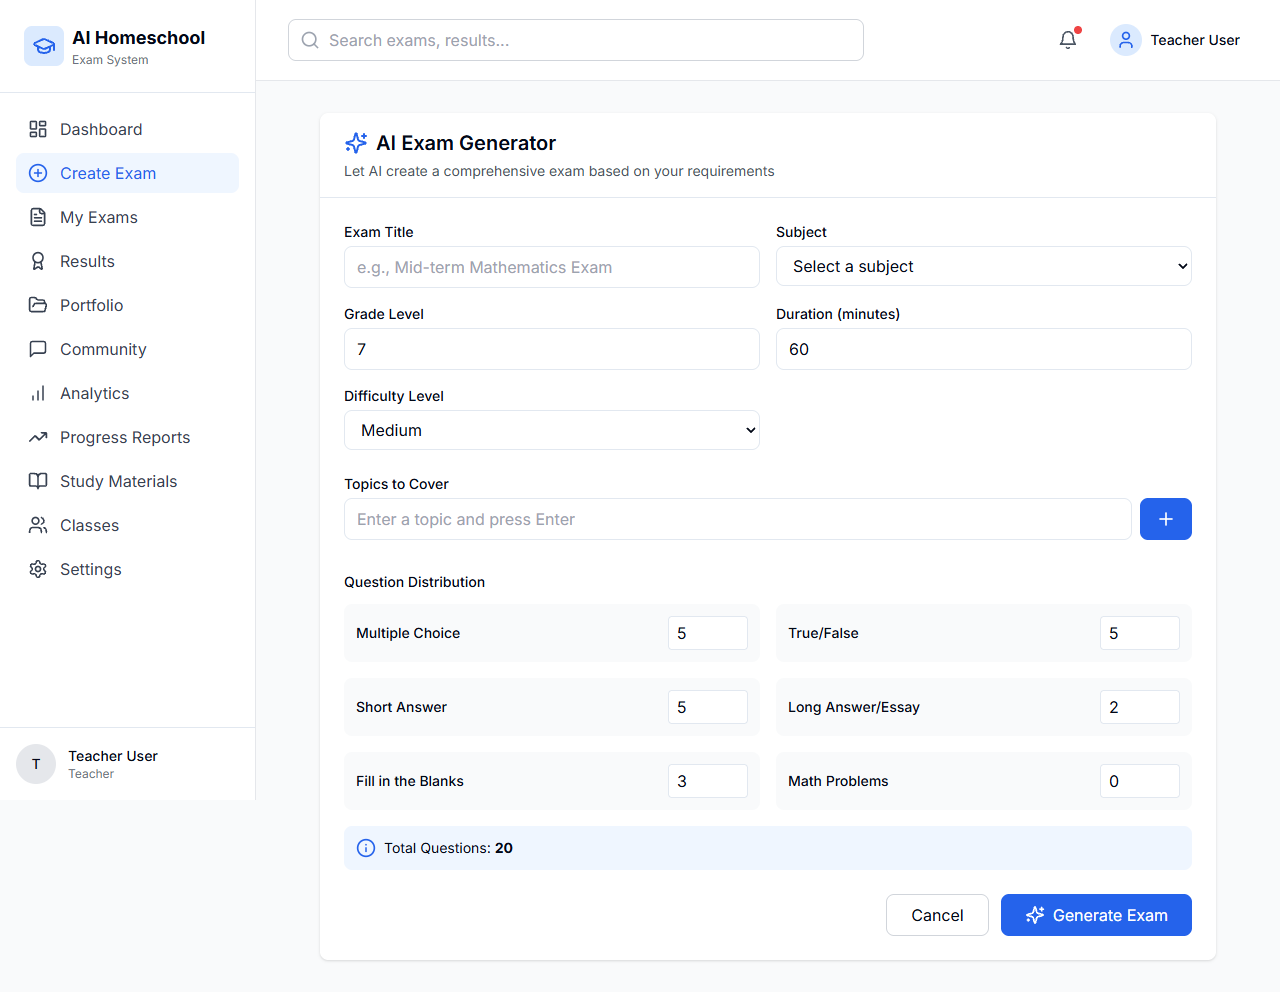 AI Homeschool
Exam System
Search exams, results...
Teacher User
Dashboard
Create Exam
My Exams
Results
Portfolio
Community
Analytics
Progress Reports
Study Materials
Classes
Settings
T
Teacher User
Teacher
AI Exam Generator
Let AI create a comprehensive exam based on your requirements
Exam Title
e.g., Mid-term Mathematics Exam
Subject
Select a subject
Grade Level
7
Duration (minutes)
60
Difficulty Level
Medium
Topics to Cover
Enter a topic and press Enter
Question Distribution
Multiple Choice
5
True/False
5
Short Answer
5
Long Answer/Essay
2
Fill in the Blanks
3
Math Problems
0
Total Questions: 20
Cancel
Generate Exam